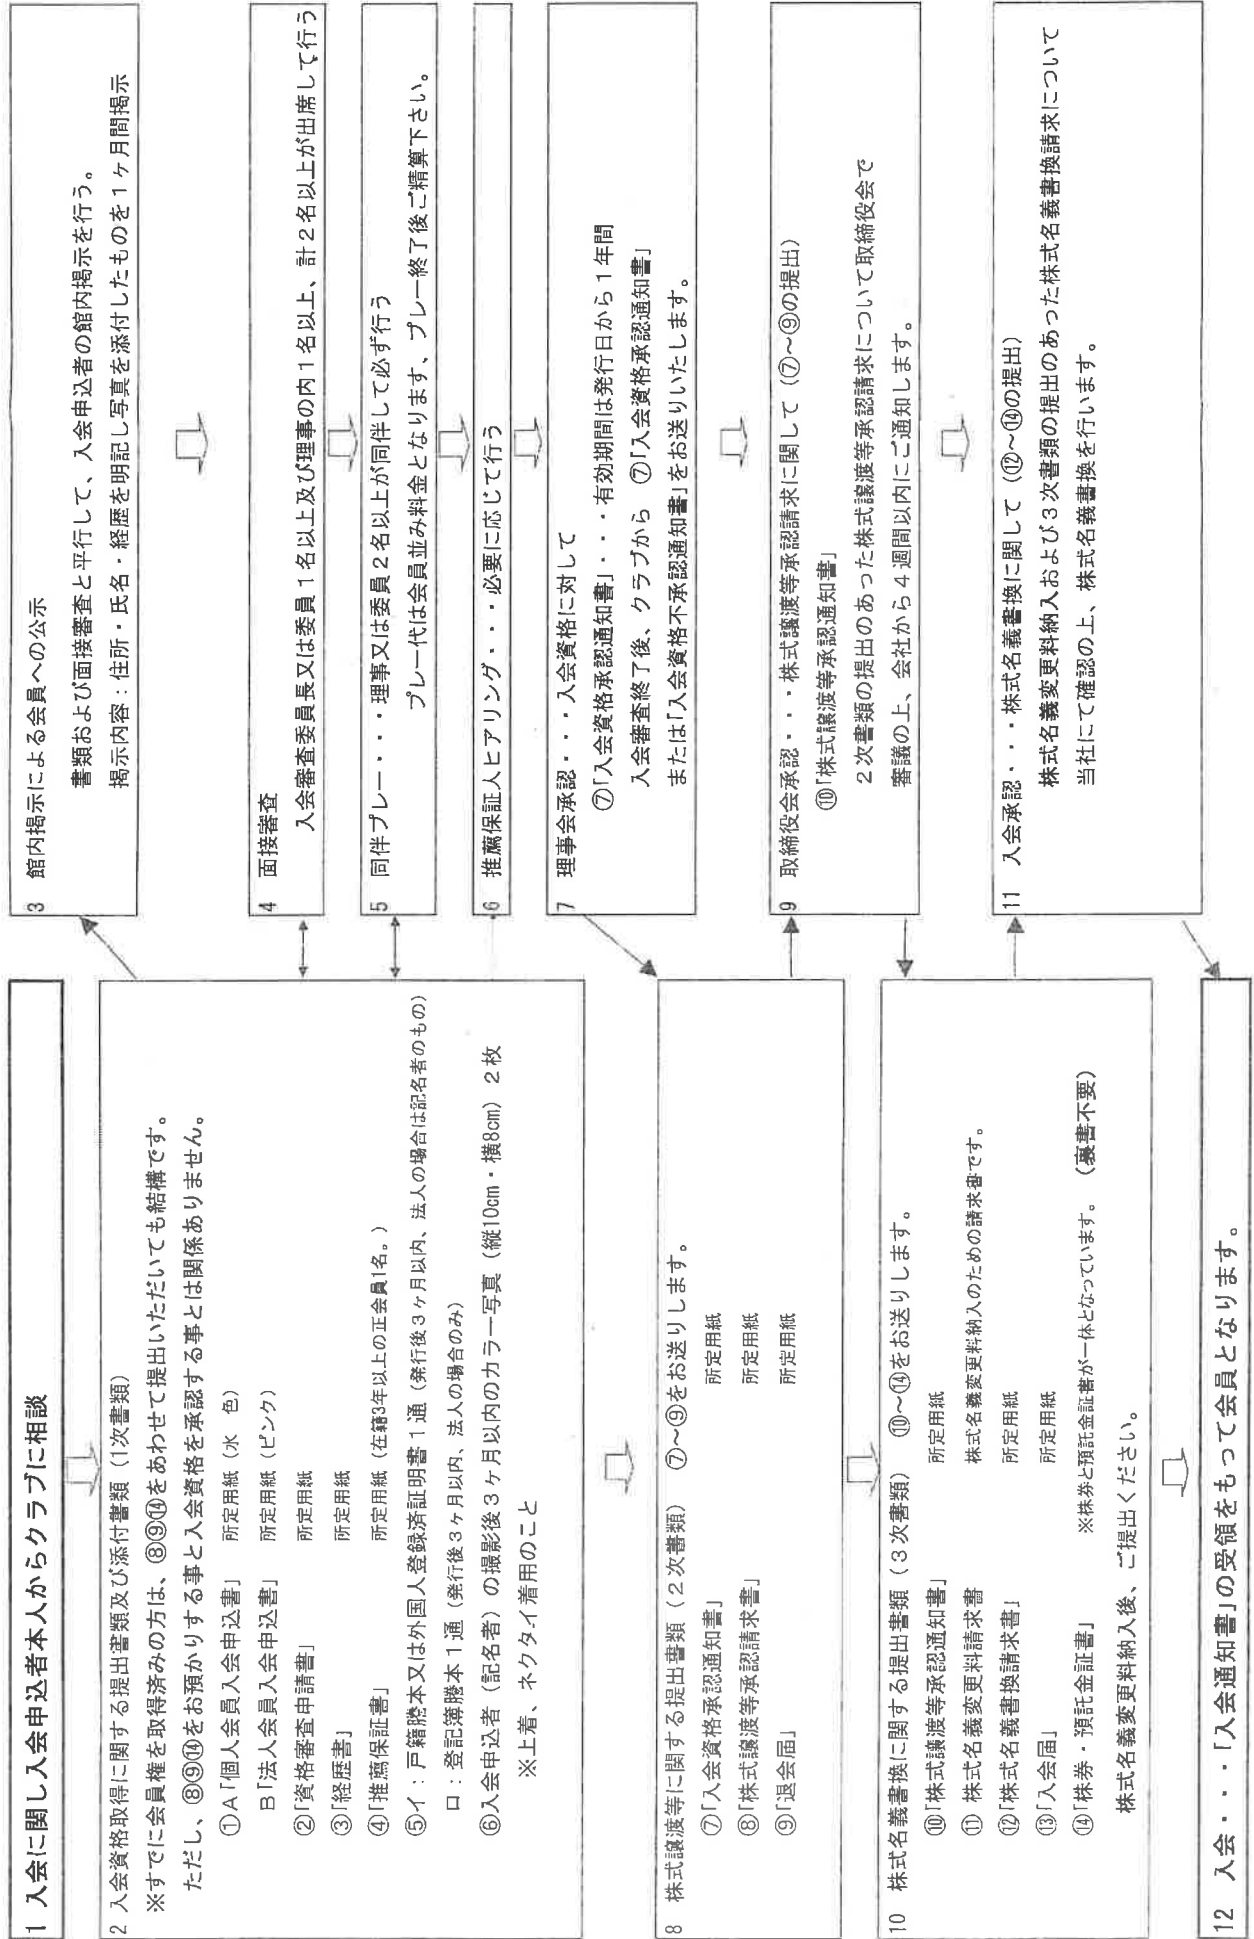 1 入会に関し入会申込者本人からクラブに相談
2 入会資格取得に関する提出書類及び添付書類（1次書類）
※すでに会員権を取得済みの方は、⑧⑨⑭をあわせて提出いただいても結構です。
ただし、⑧⑨⑭をお預かりする事と入会資格を承認する事とは関係ありません。
①A「個人会員入会申込書」 所定用紙（水 色）
B「法人会員入会申込書」 所定用紙（ピンク）
②「資格審査申請書」 所定用紙
③「経歴書」 所定用紙
④「推薦保証書」 所定用紙（在籍3年以上の正会員1名。）
⑤イ：戸籍謄本又は外国人登録済証明書１通（発行後３ヶ月以内、法人の場合は記名者のもの）
ロ：登記簿謄本１通（発行後３ヶ月以内、法人の場合のみ）
⑥入会申込者（記名者）の撮影後３ヶ月以内のカラー写真（縦10cm・横8cm）２枚
※上着、ネクタイ着用のこと
3 館内掲示による会員への公示
書類および面接審査と平行して、入会申込者の館内掲示を行う。
掲示内容：住所・氏名・経歴を明記し写真を添付したものを１ヶ月間掲示
4 面接審査
入会審査委員長又は委員１名以上及び理事の内１名以上、計２名以上が出席して行う
5 同伴プレー・・・理事又は委員２名以上が同伴して必ず行う
プレー代は会員並み料金となります、プレー終了後ご精算下さい。
6 推薦保証人ヒアリング・・・必要に応じて行う
7 理事会承認・・・入会資格に対して
⑦「入会資格承認通知書」・・・有効期間は発行日から１年間
入会審査終了後、クラブから ⑦「入会資格承認通知書」
または「入会資格不承認通知書」をお送りいたします。
8 株式譲渡等に関する提出書類（２次書類） ⑦～⑨をお送りします。
⑦「入会資格承認通知書」 所定用紙
⑧「株式譲渡等承認請求書」 所定用紙
⑨「退会届」 所定用紙
9 取締役会承認・・・株式譲渡等承認請求に関して（⑦～⑨の提出）
⑩「株式譲渡等承認通知書」
２次書類の提出のあった株式譲渡等承認請求について取締役会で
審議の上、会社から４週間以内にご通知します。
10 株式名義書換に関する提出書類（３次書類） ⑩～⑭をお送りします。
⑩「株式譲渡等承認通知書」 所定用紙
⑪ 株式名義変更料請求書 株式名義変更料納入のための請求書です。
⑫「株式名義書換請求書」 所定用紙
⑬「入会届」 所定用紙
⑭「株券・預託金証書」 ※株券と預託金証書が一体となっています。（裏書不要）
株式名義変更料納入後、ご提出ください。
11 入会承認・・・株式名義書換に関して（⑫～⑭の提出）
株式名義変更料納入および３次書類の提出のあった株式名義書換請求について
当社にて確認の上、株式名義書換を行います。
12 入会・・・「入会通知書」の受領をもって会員となります。